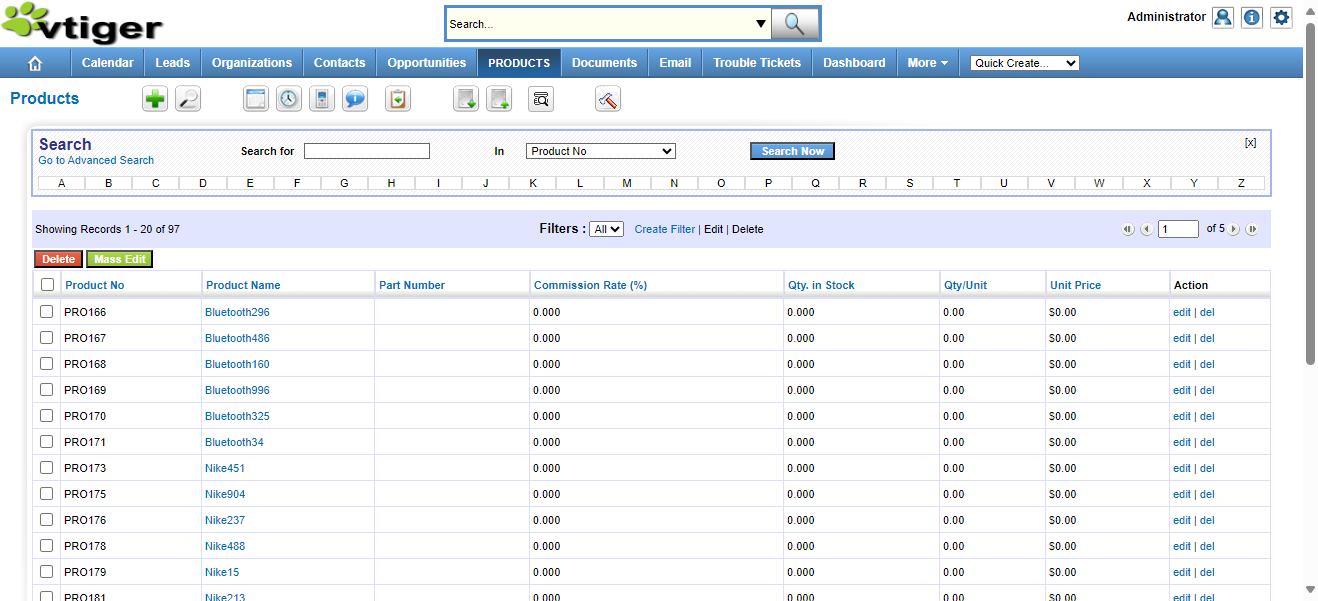 vtiger
Search...
Administrator
Calendar Leads Organizations Contacts Opportunities PRODUCTS Documents Email Trouble Tickets Dashboard More Quick Create...
Products
Search
Go to Advanced Search
Search for In Product No Search Now [X]
A B C D E F G H I J K L M N O P Q R S T U V W X Y Z
Showing Records 1 - 20 of 97 Filters : All Create Filter | Edit | Delete 1 of 5
Delete Mass Edit
Product No Product Name Part Number Commission Rate (%) Qty. in Stock Qty/Unit Unit Price Action
PRO166 Bluetooth296 0.000 0.000 0.00 $0.00 edit | del
PRO167 Bluetooth486 0.000 0.000 0.00 $0.00 edit | del
PRO168 Bluetooth160 0.000 0.000 0.00 $0.00 edit | del
PRO169 Bluetooth996 0.000 0.000 0.00 $0.00 edit | del
PRO170 Bluetooth325 0.000 0.000 0.00 $0.00 edit | del
PRO171 Bluetooth34 0.000 0.000 0.00 $0.00 edit | del
PRO173 Nike451 0.000 0.000 0.00 $0.00 edit | del
PRO175 Nike904 0.000 0.000 0.00 $0.00 edit | del
PRO176 Nike237 0.000 0.000 0.00 $0.00 edit | del
PRO178 Nike488 0.000 0.000 0.00 $0.00 edit | del
PRO179 Nike15 0.000 0.000 0.00 $0.00 edit | del
PRO181 Nike213 0.000 0.000 0.00 $0.00 edit | del